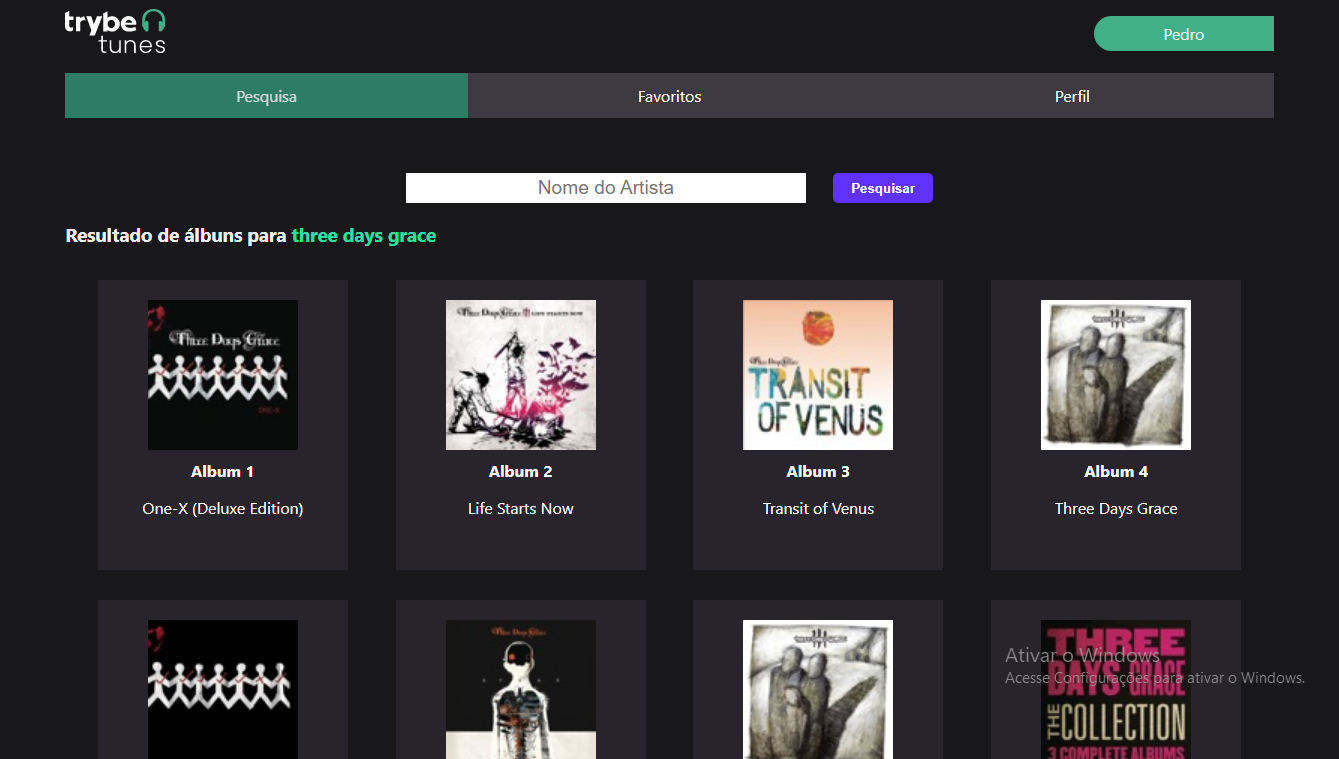 trybe
tunes
Pedro
Pesquisa
Favoritos
Perfil
Nome do Artista
Pesquisar
Resultado de álbuns para three days grace
Three Days Grace
ONE-X
Three Days Grace LIFE STARTS NOW
Three Days Grace
TRANSIT
OF VENUS
Album 1
Album 2
Album 3
Album 4
One-X (Deluxe Edition)
Life Starts Now
Transit of Venus
Three Days Grace
Three Days Grace
THREE
DAYS GRACE
THE COLLECTION
3 COMPLETE ALBUMS
Ativar o Windows
Acesse Configurações para ativar o Windows.